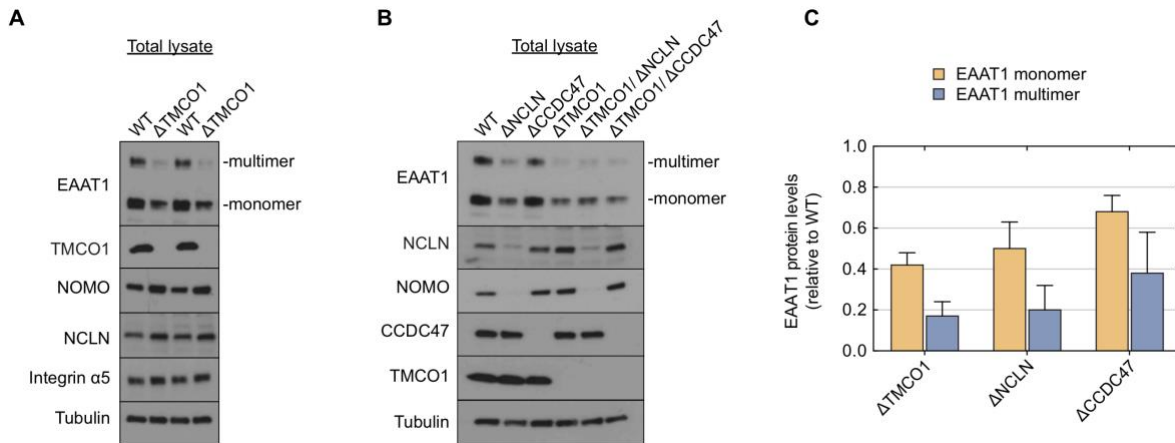 A
Total lysate
WT
ΔTMCO1
WT
ΔTMCO1
EAAT1
-multimer
-monomer
TMCO1
NOMO
NCLN
Integrin α5
Tubulin
B
Total lysate
WT
ΔNCLN
ΔCCDC47
ΔTMCO1
ΔTMCO1/ΔNCLN
ΔTMCO1/ΔCCDC47
EAAT1
-multimer
-monomer
NCLN
NOMO
CCDC47
TMCO1
Tubulin
C
EAAT1 monomer
EAAT1 multimer
EAAT1 protein levels
(relative to WT)
1.0
0.8
0.6
0.4
0.2
0.0
ΔTMCO1
ΔNCLN
ΔCCDC47